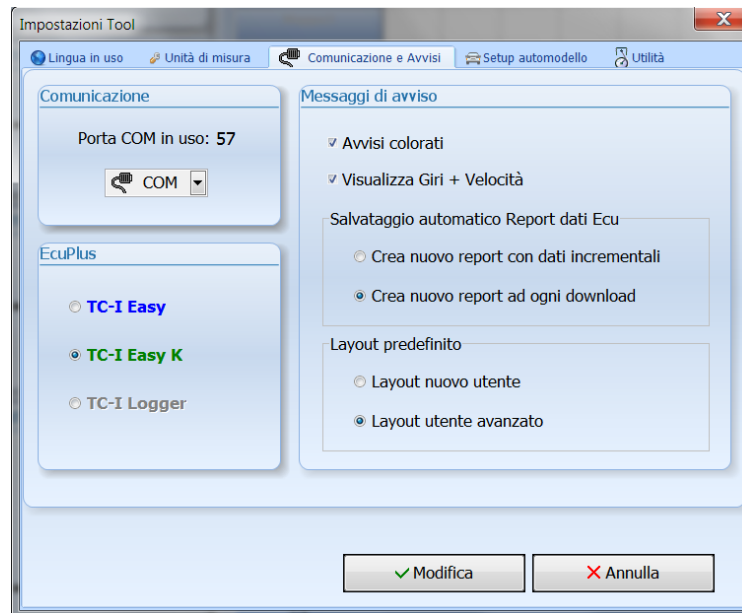 Impostazioni Tool
Lingua in uso Unità di misura Comunicazione e Avvisi Setup automodello Utilità
Comunicazione
Porta COM in uso: 57
COM
EcuPlus
TC-I Easy
TC-I Easy K
TC-I Logger
Messaggi di avviso
Avvisi colorati
Visualizza Giri + Velocità
Salvataggio automatico Report dati Ecu
Crea nuovo report con dati incrementali
Crea nuovo report ad ogni download
Layout predefinito
Layout nuovo utente
Layout utente avanzato
Modifica Annulla